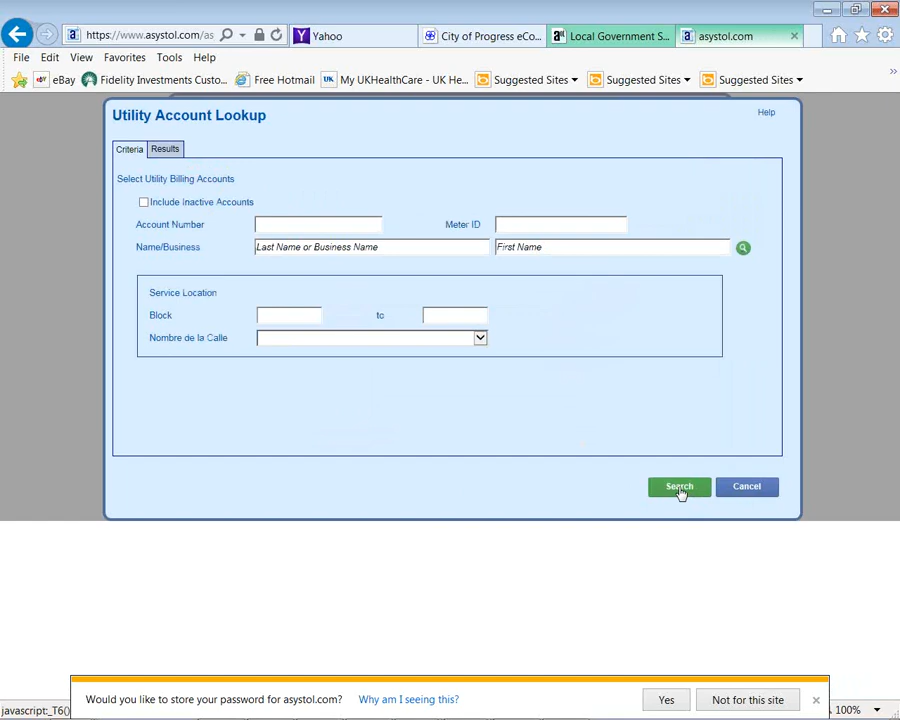 https://www.asystol.com/as
Yahoo
City of Progress eCo...
Local Government S...
asystol.com
File Edit View Favorites Tools Help
eBay Fidelity Investments Custo... Free Hotmail My UKHealthCare - UK He... Suggested Sites Suggested Sites Suggested Sites
Utility Account Lookup
Help
Criteria Results
Select Utility Billing Accounts
Include Inactive Accounts
Account Number Meter ID
Name/Business Last Name or Business Name First Name
Service Location
Block to
Nombre de la Calle
Search Cancel
Would you like to store your password for asystol.com? Why am I seeing this? Yes Not for this site
javascript:_T6() 100%